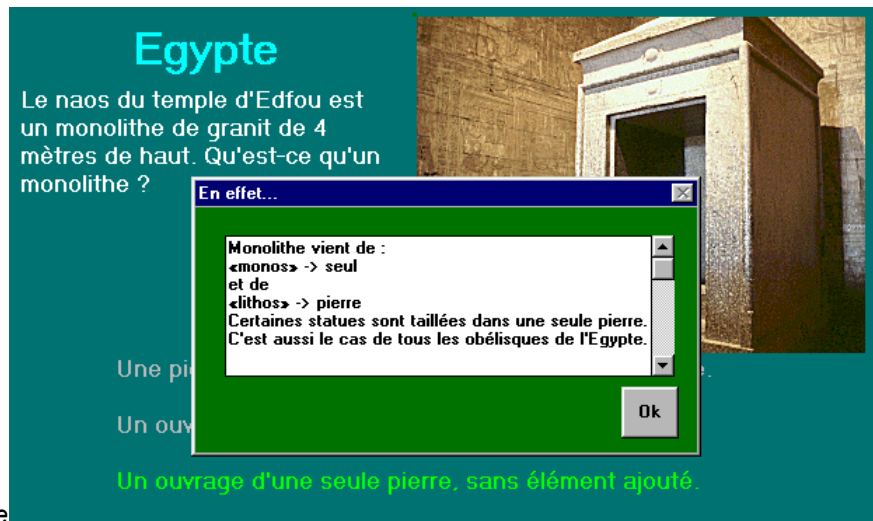 Egypte
Le naos du temple d'Edfou est
un monolithe de granit de 4
mètres de haut. Qu'est-ce qu'un
monolithe ?
En effet...
Monolithe vient de :
«monos» -> seul
et de
«lithos» -> pierre
Certaines statues sont taillées dans une seule pierre.
C'est aussi le cas de tous les obélisques de l'Egypte.
Ok
Une
Un
Un ouvrage d'une seule pierre, sans élément ajouté.
e